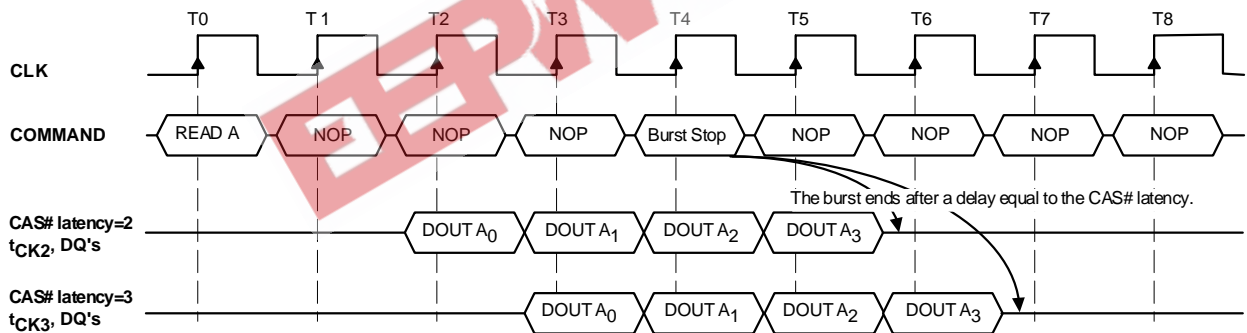 T0 T1 T2 T3 T4 T5 T6 T7 T8
CLK
COMMAND READ A NOP NOP NOP Burst Stop NOP NOP NOP NOP
The burst ends after a delay equal to the CAS# latency.
CAS# latency=2
tCK2, DQ's DOUT A0 DOUT A1 DOUT A2 DOUT A3
CAS# latency=3
tCK3, DQ's DOUT A0 DOUT A1 DOUT A2 DOUT A3